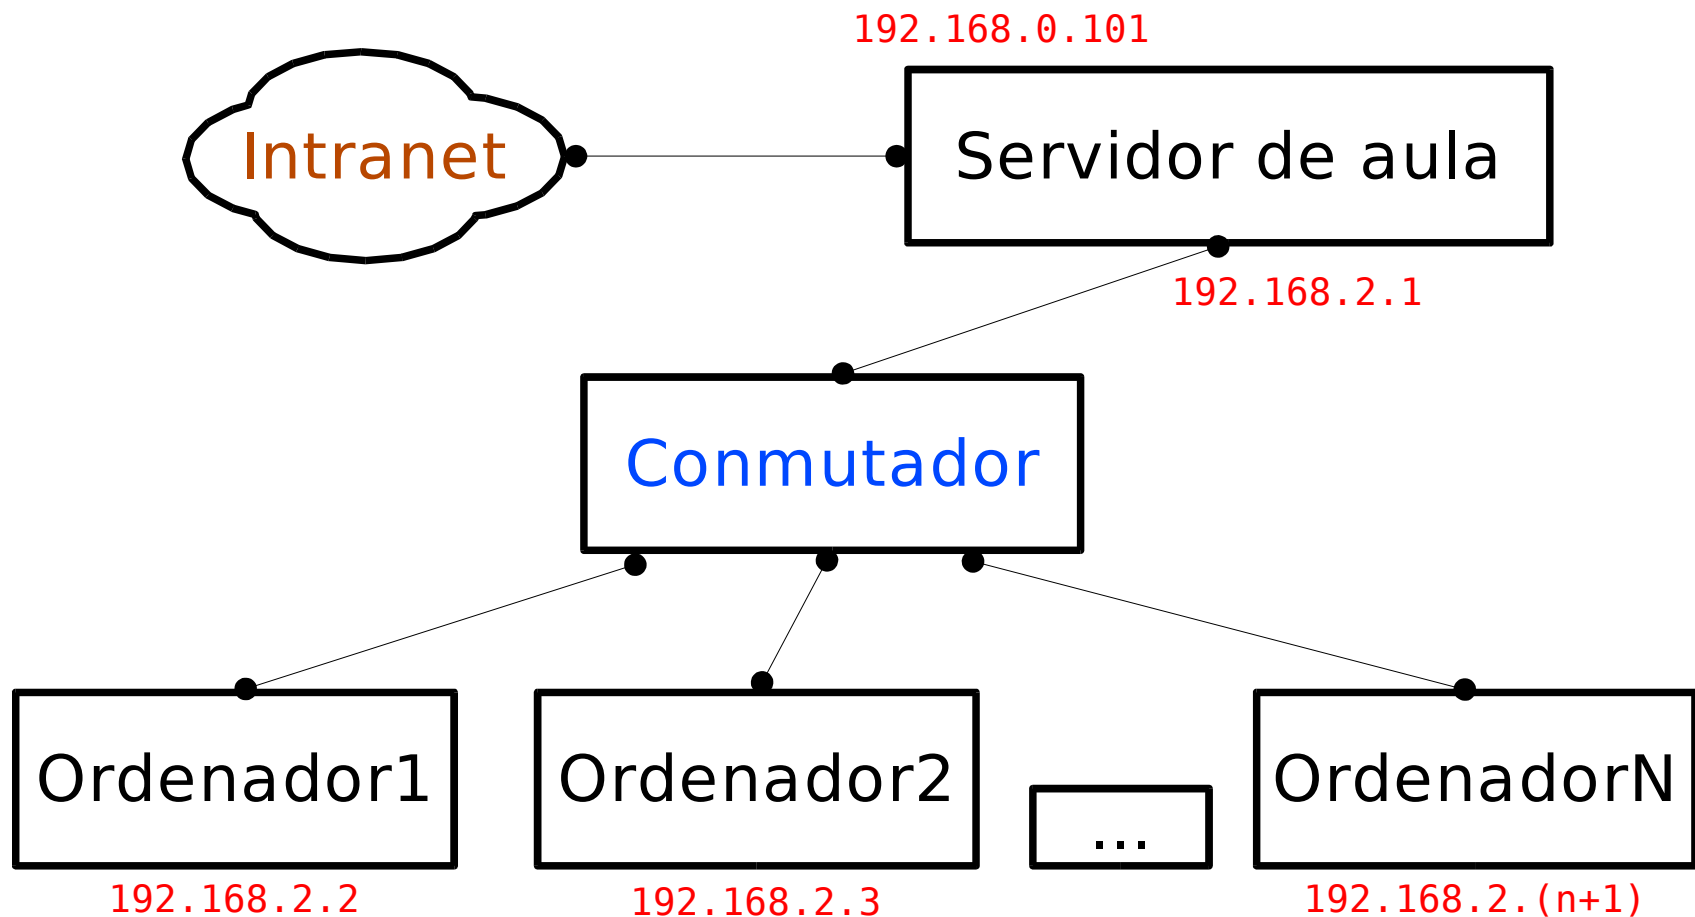 192.168.0.101
Intranet
Servidor de aula
192.168.2.1
Conmutador
Ordenador1
Ordenador2
...
OrdenadorN
192.168.2.2
192.168.2.3
192.168.2.(n+1)